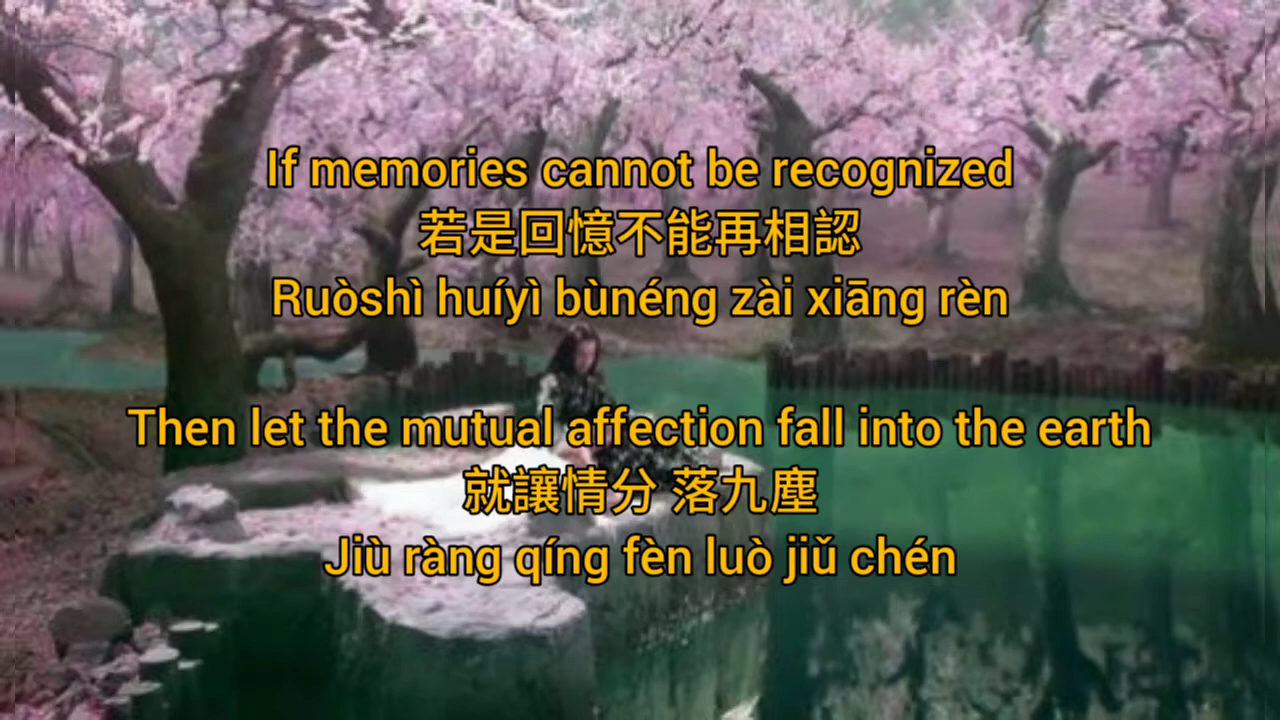 If memories cannot be recognized
若是回憶不能再相認
Ruòshì huíyì bùnéng zài xiāng rèn
Then let the mutual affection fall into the earth
就讓情分 落九塵
Jiù ràng qíng fèn luò jiǔ chén